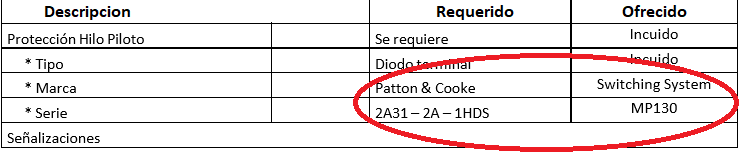 Descripcion Requerido Ofrecido
Protección Hilo Piloto Se requiere Incuido
* Tipo Diodo terminal Incuido
* Marca Patton & Cooke Switching System
* Serie 2A31 – 2A – 1HDS MP130
Señalizaciones